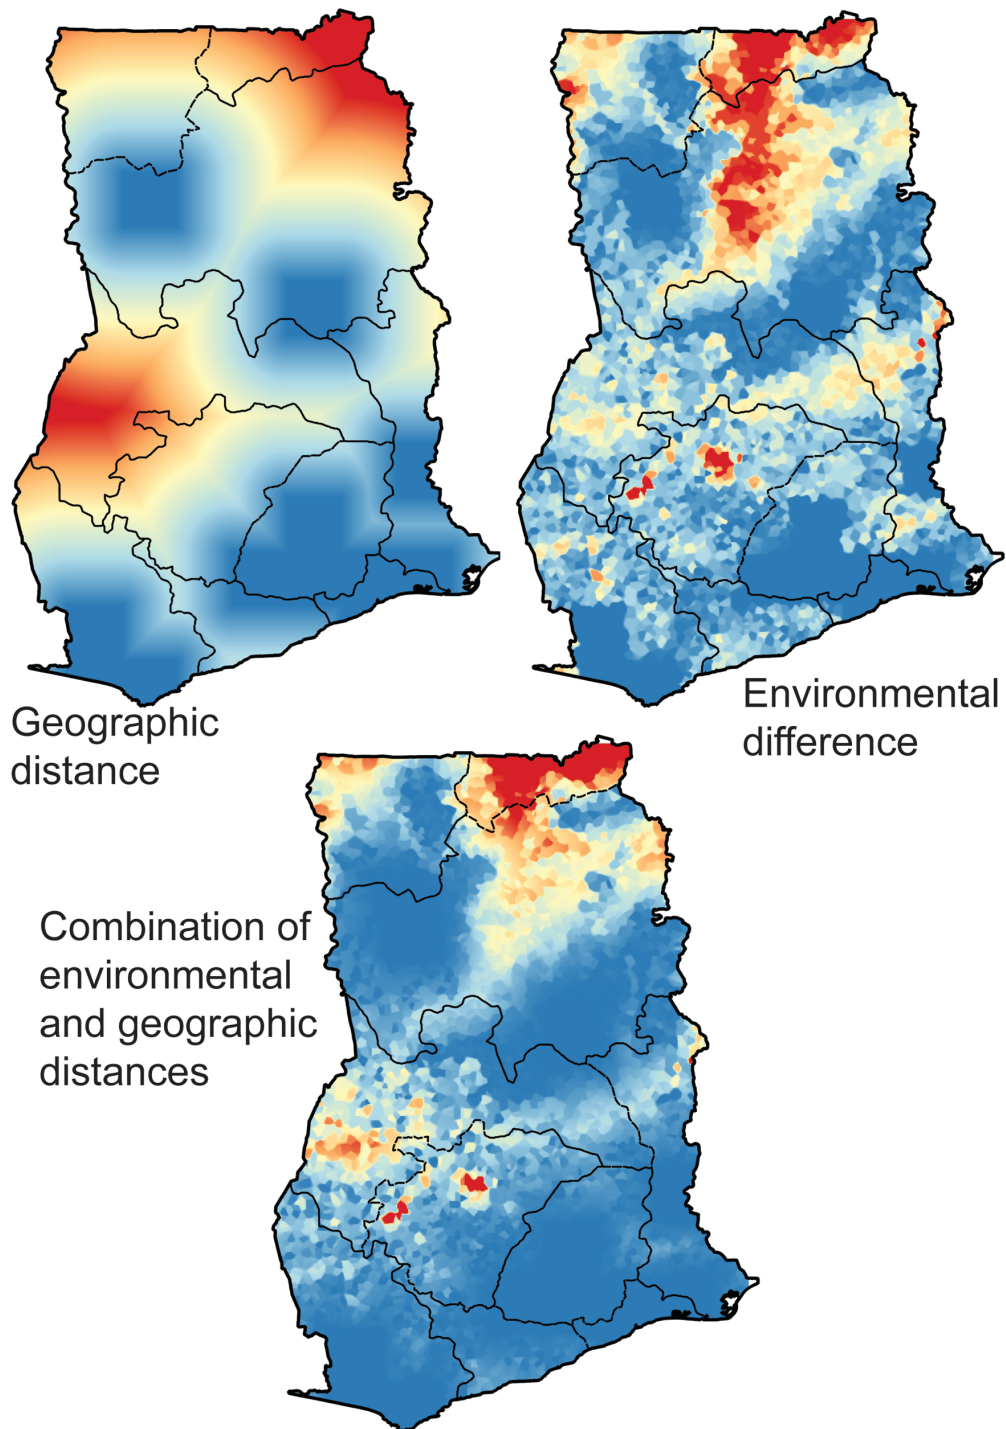 Geographic
distance
Environmental
difference
Combination of
environmental
and geographic
distances